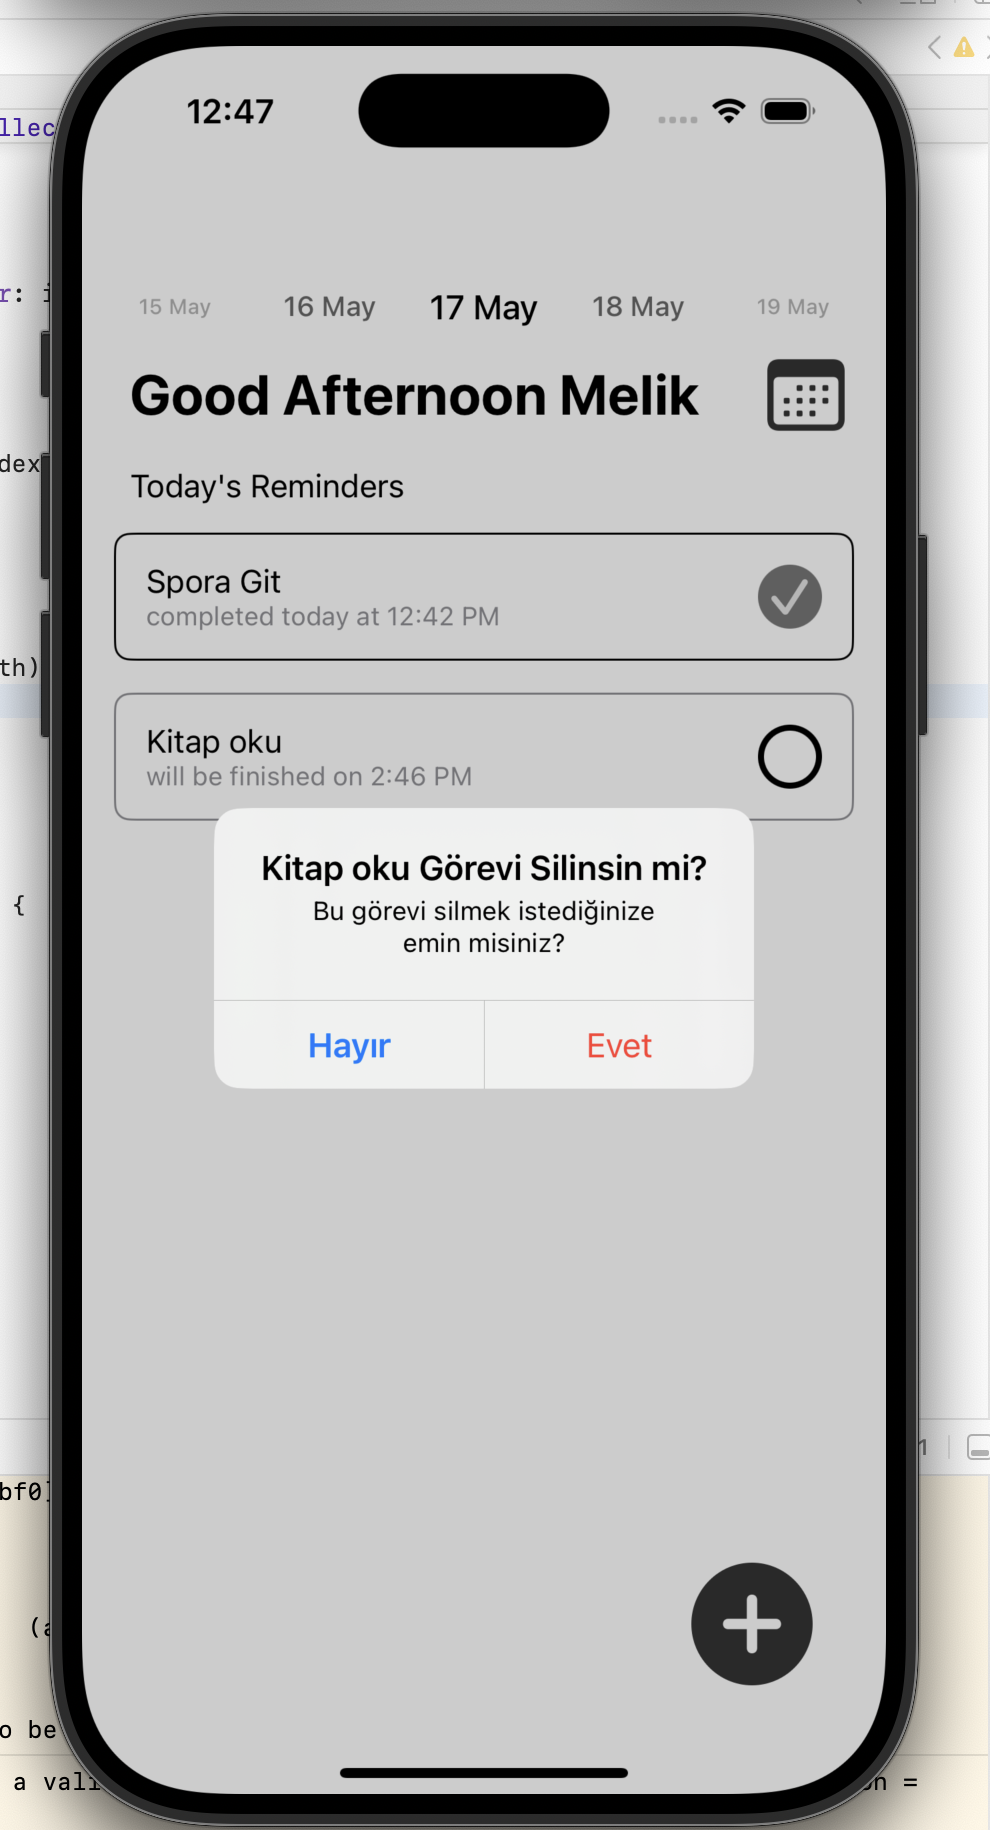 12:47
15 May 16 May 17 May 18 May 19 May
Good Afternoon Melik
Today's Reminders
Spora Git
completed today at 12:42 PM
Kitap oku
will be finished on 2:46 PM
Kitap oku Görevi Silinsin mi?
Bu görevi silmek istediğinize
emin misiniz?
Hayır Evet
llec
r: i
dex
th)
{
1
bf0]
(a
o be
a vali
on =